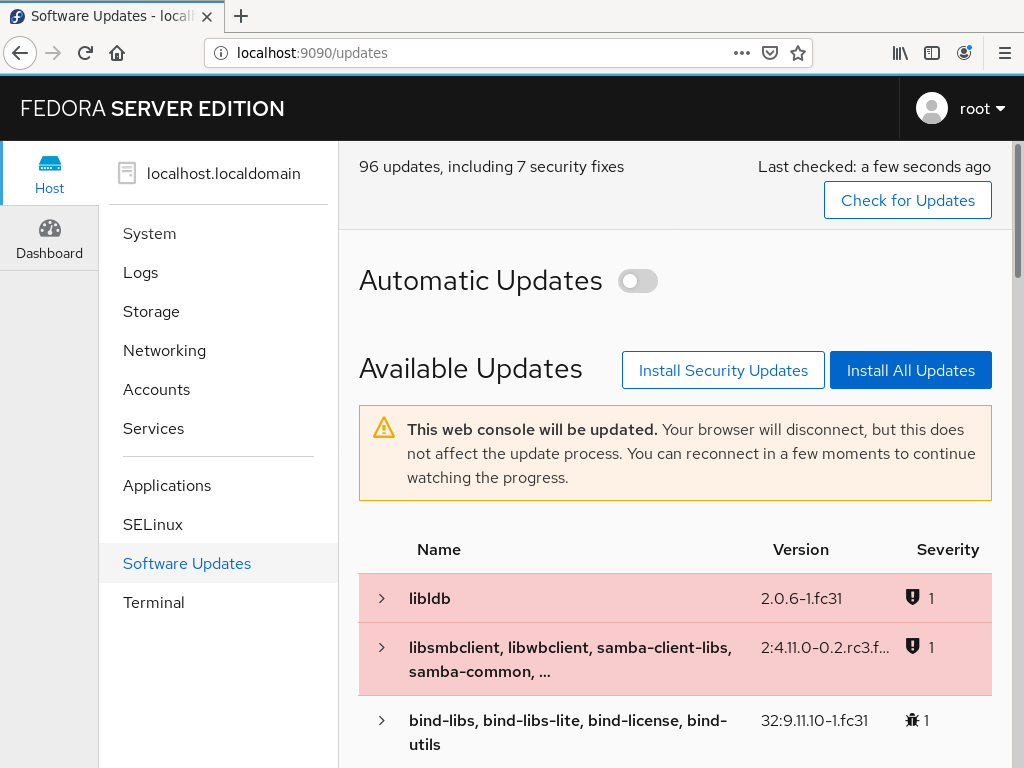 Software Updates - local
localhost:9090/updates
FEDORA SERVER EDITION
root
Host
Dashboard
localhost.localdomain
System
Logs
Storage
Networking
Accounts
Services
Applications
SELinux
Software Updates
Terminal
96 updates, including 7 security fixes
Last checked: a few seconds ago
Check for Updates
Automatic Updates
Available Updates
Install Security Updates
Install All Updates
This web console will be updated. Your browser will disconnect, but this does
not affect the update process. You can reconnect in a few moments to continue
watching the progress.
Name Version Severity
libldb 2.0.6-1.fc31 1
libsmbclient, libwbclient, samba-client-libs, 2:4.11.0-0.2.rc3.f... 1
samba-common, ...
bind-libs, bind-libs-lite, bind-license, bind- 32:9.11.10-1.fc31 1
utils